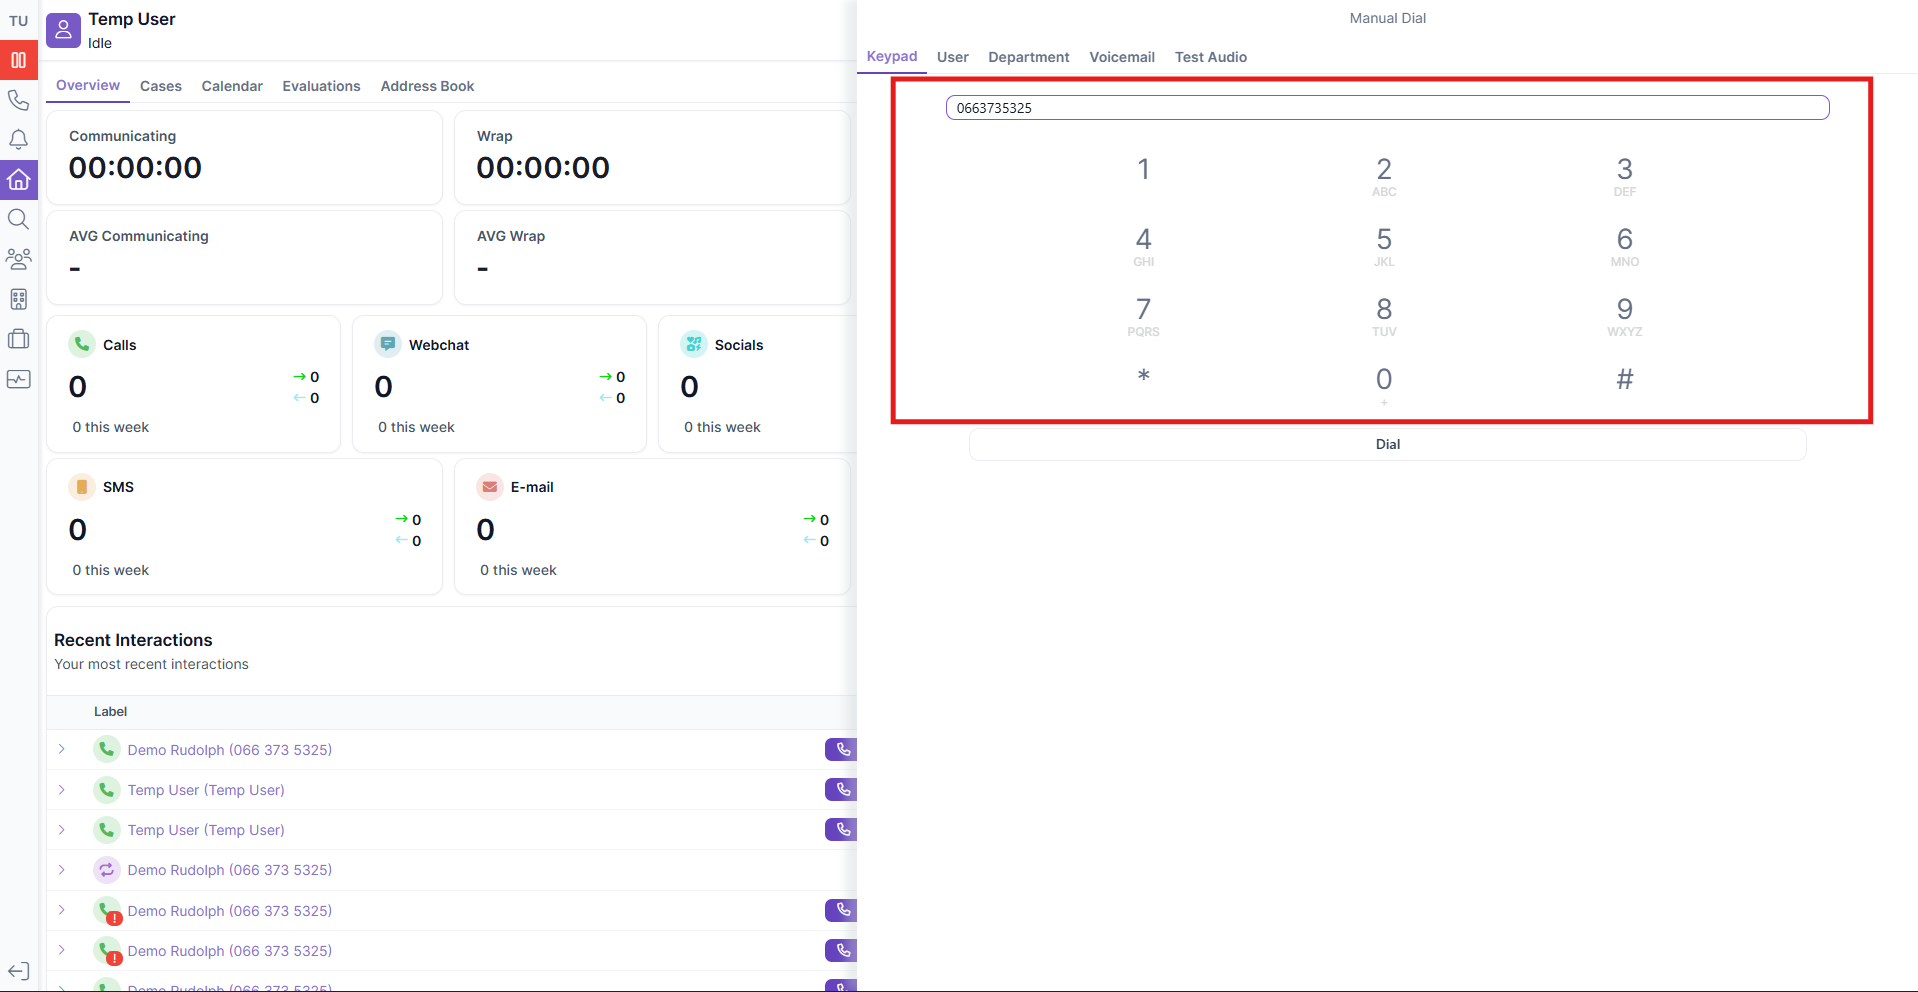 TU
Temp User
Idle
Overview Cases Calendar Evaluations Address Book
Communicating
00:00:00
Wrap
00:00:00
AVG Communicating
-
AVG Wrap
-
Calls
0
→ 0
← 0
0 this week
Webchat
0
→ 0
← 0
0 this week
Socials
0
0 this week
SMS
0
→ 0
← 0
0 this week
E-mail
0
→ 0
← 0
0 this week
Recent Interactions
Your most recent interactions
Label
Demo Rudolph (066 373 5325)
Temp User (Temp User)
Temp User (Temp User)
Demo Rudolph (066 373 5325)
Demo Rudolph (066 373 5325)
Demo Rudolph (066 373 5325)
Demo Rudolph (066 373 5325)
Manual Dial
Keypad User Department Voicemail Test Audio
0663735325
1 2 3
ABC DEF
4 5 6
GHI JKL MNO
7 8 9
PQRS TUV WXYZ
* 0 #
+
Dial